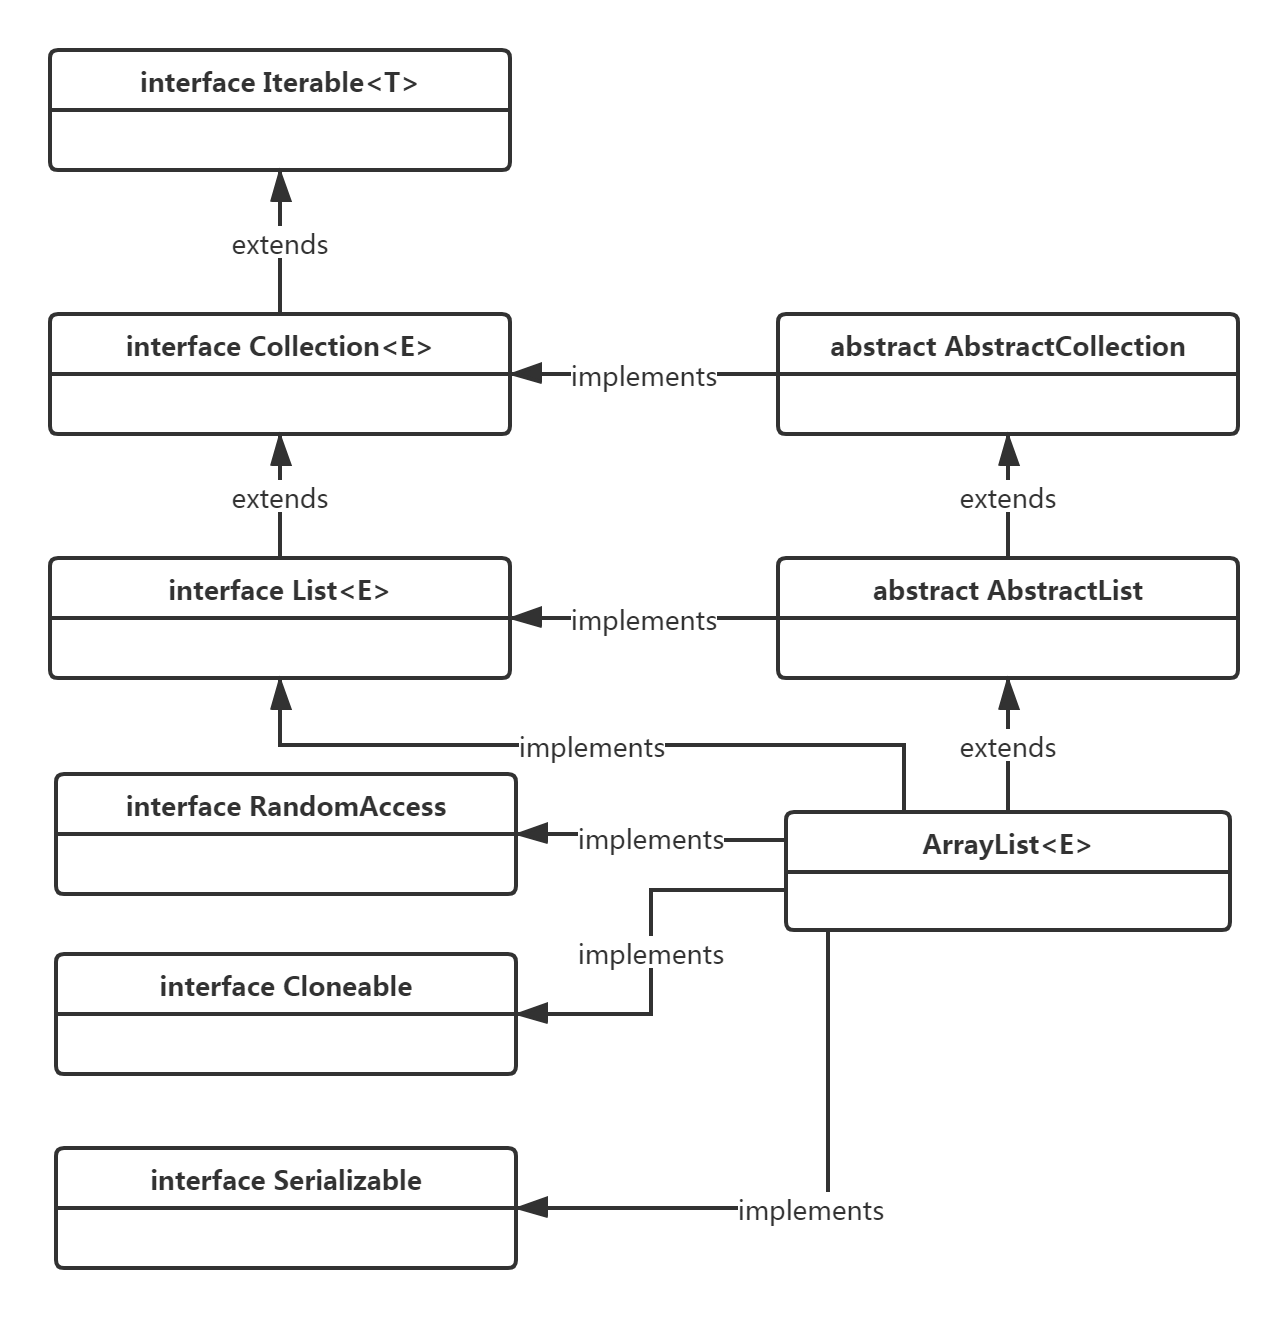 interface Iterable<T>
extends
interface Collection<E>
implements
abstract AbstractCollection
extends
extends
interface List<E>
implements
abstract AbstractList
implements
extends
interface RandomAccess
implements
ArrayList<E>
implements
interface Cloneable
interface Serializable
implements